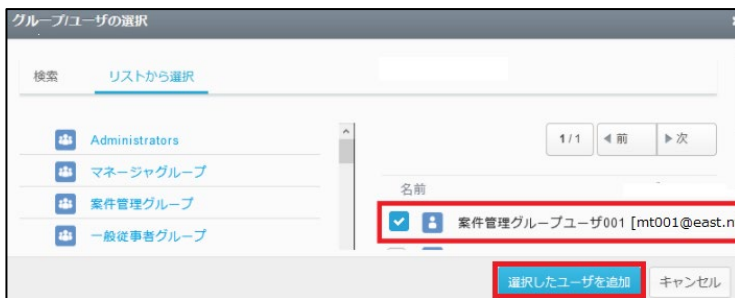 グループ/ユーザの選択
検索
リストから選択
Administrators
マネージャグループ
案件管理グループ
一般従事者グループ
1/1
前
次
名前
案件管理グループユーザ001 [mt001@east.n
選択したユーザを追加
キャンセル